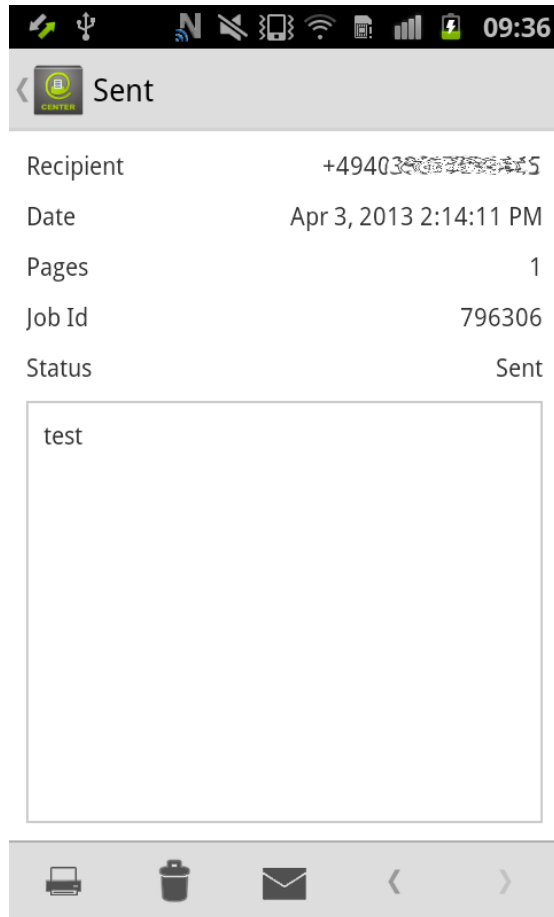 09:36
CENTER
Sent
Recipient
Date Apr 3, 2013 2:14:11 PM
Pages 1
Job Id 796306
Status Sent
test